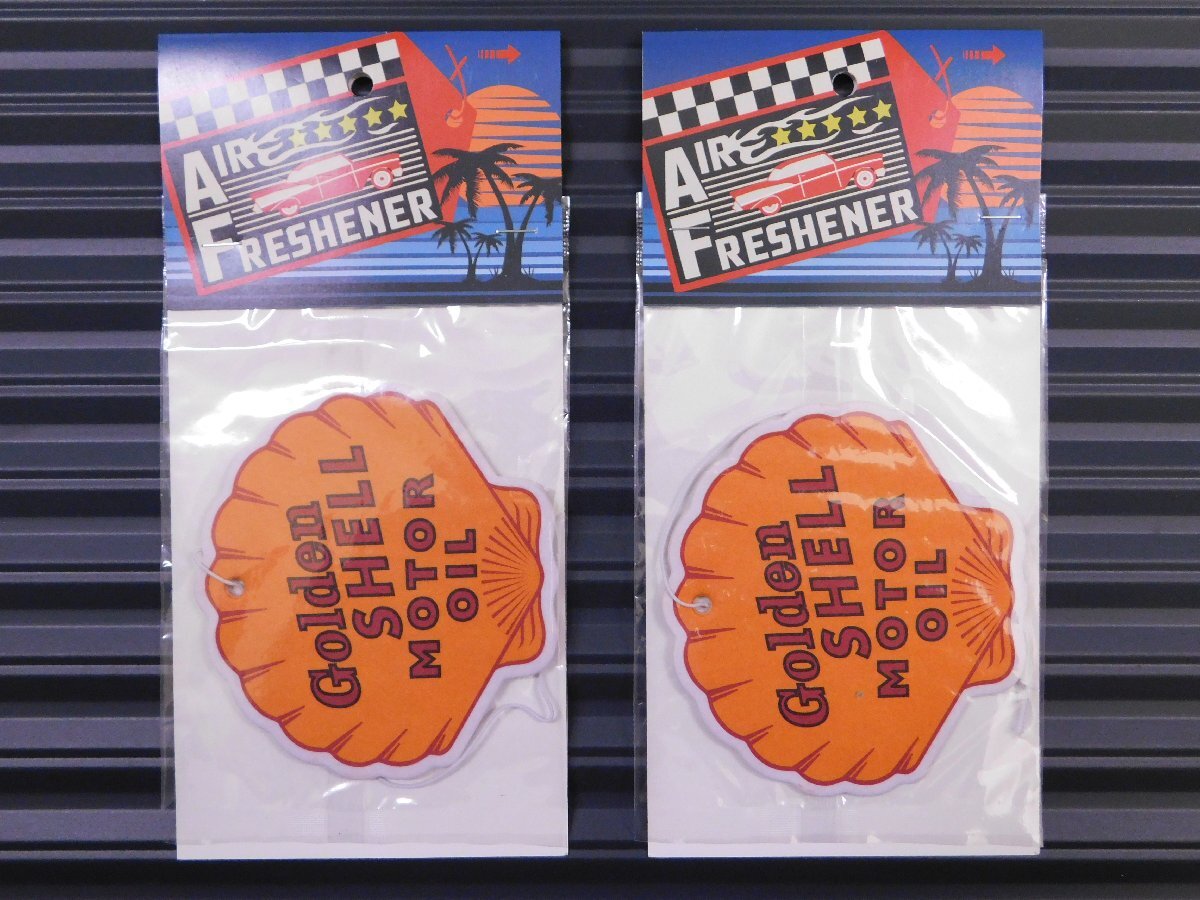 AIR
FRESHENER
Golden
SHELL
MOTOR
OIL
AIR
FRESHENER
Golden
SHELL
MOTOR
OIL